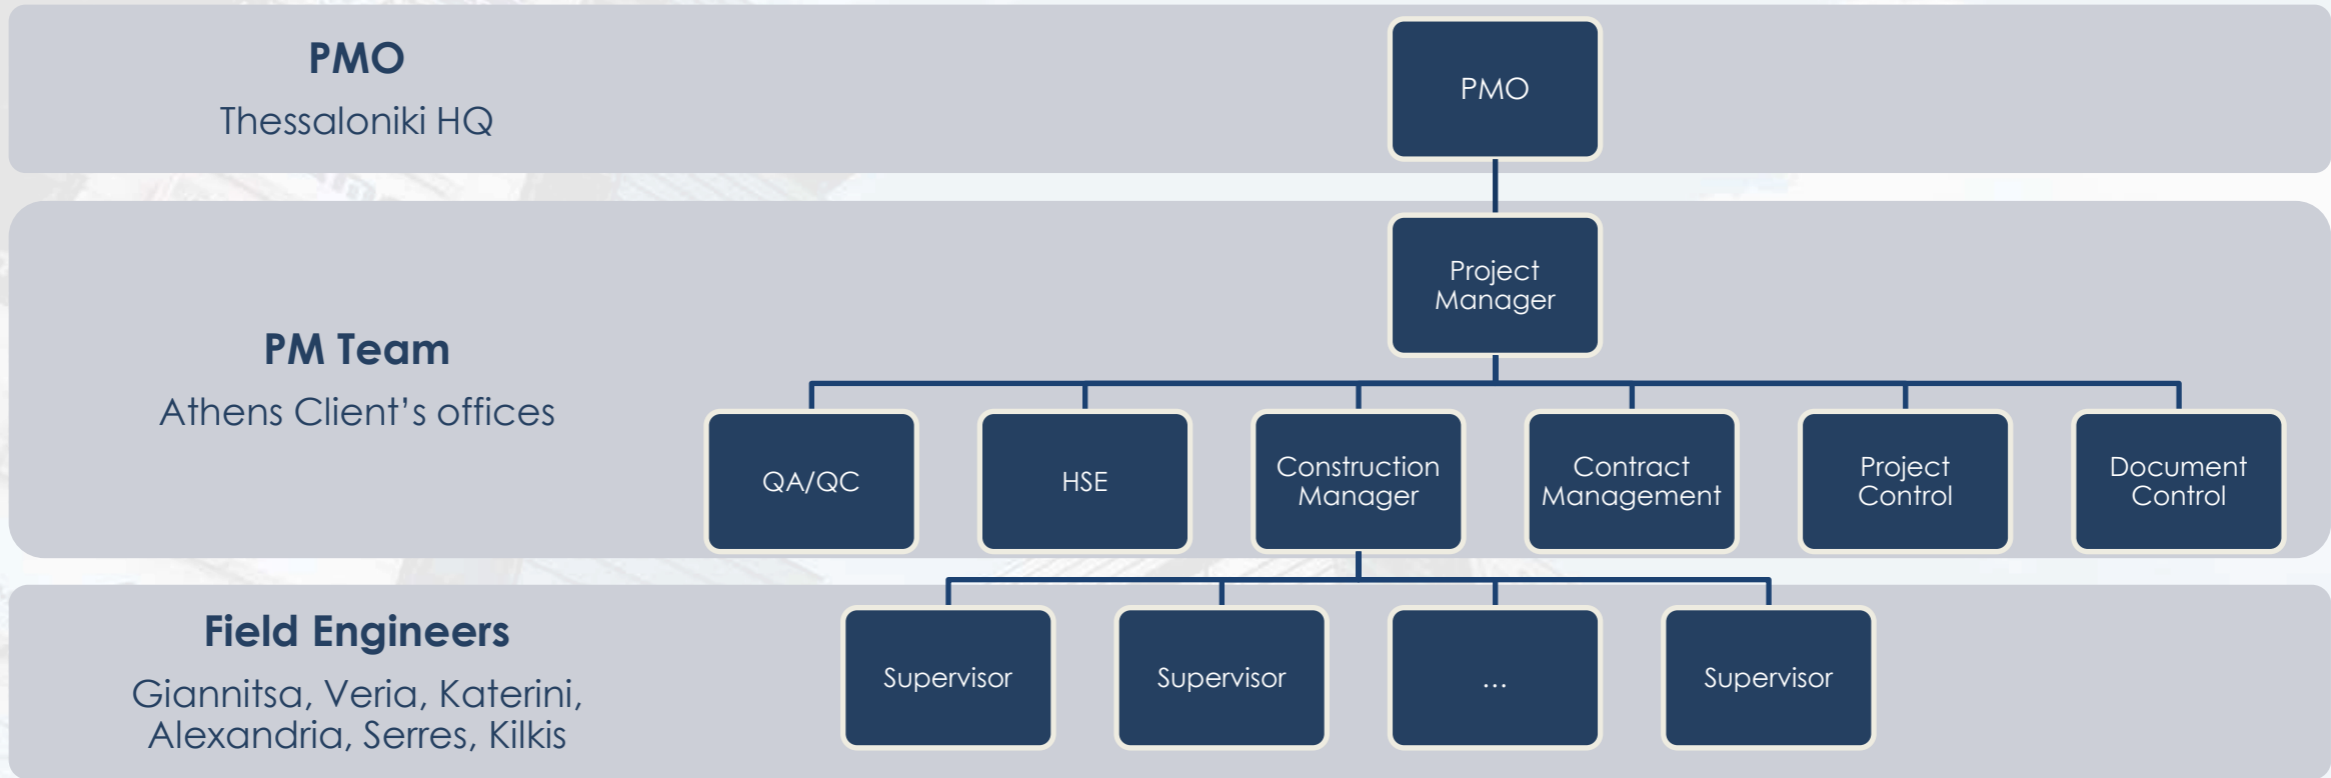 PMO
Thessaloniki HQ
PMO
PM Team
Athens Client’s offices
Project
Manager
QA/QC
HSE
Construction
Manager
Contract
Management
Project
Control
Document
Control
Field Engineers
Giannitsa, Veria, Katerini,
Alexandria, Serres, Kilkis
Supervisor
Supervisor
...
Supervisor